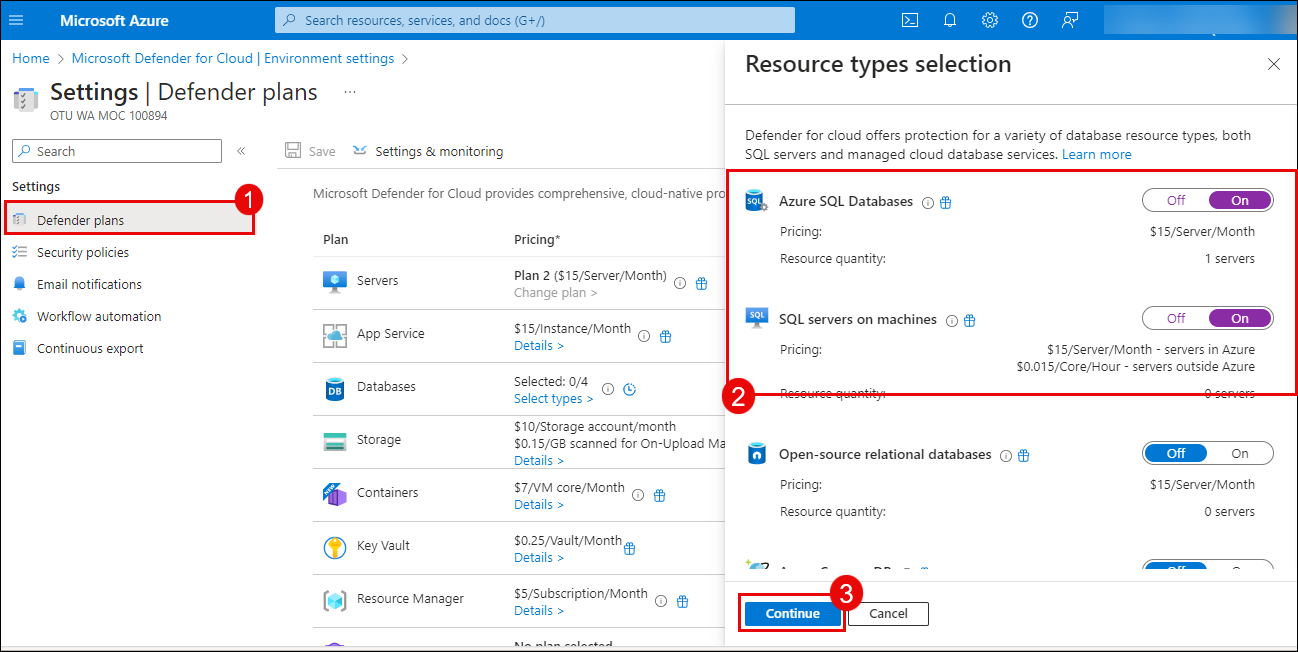 Microsoft Azure
Search resources, services, and docs (G+/)
Home > Microsoft Defender for Cloud | Environment settings >
Settings | Defender plans ...
OTU WA MOC 100894
Search
«
Settings
1
Defender plans
Security policies
Email notifications
Workflow automation
Continuous export
Save
Settings & monitoring
Microsoft Defender for Cloud provides comprehensive, cloud-native pro
Plan Pricing*
Servers Plan 2 ($15/Server/Month)
Change plan >
App Service $15/Instance/Month
Details >
DB
Databases Selected: 0/4
Select types >
Storage $10/Storage account/month
$0.15/GB scanned for On-Upload Ma
Details >
Containers $7/VM core/Month
Details >
Key Vault $0.25/Vault/Month
Details >
Resource Manager $5/Subscription/Month
Details >
No plan selected
Resource types selection
Defender for cloud offers protection for a variety of database resource types, both
SQL servers and managed cloud database services. Learn more
SQL
Azure SQL Databases Off On
Pricing: $15/Server/Month
Resource quantity: 1 servers
SQL
SQL servers on machines Off On
Pricing: $15/Server/Month - servers in Azure
$0.015/Core/Hour - servers outside Azure
2
Resource quantity: 0 servers
Open-source relational databases Off On
Pricing: $15/Server/Month
Resource quantity: 0 servers
3
Continue Cancel